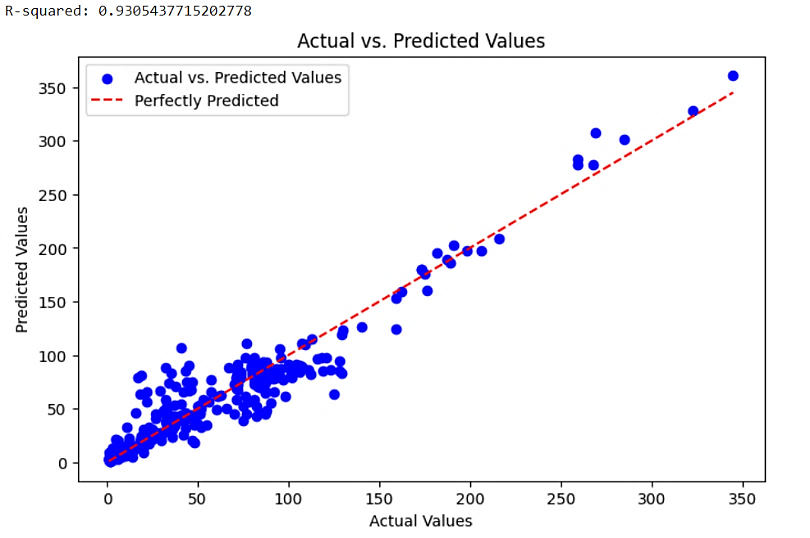 R-squared: 0.9305437715202778
Actual vs. Predicted Values
Actual vs. Predicted Values
Perfectly Predicted
350
300
250
200
150
100
50
0
Predicted Values
0 50 100 150 200 250 300 350
Actual Values